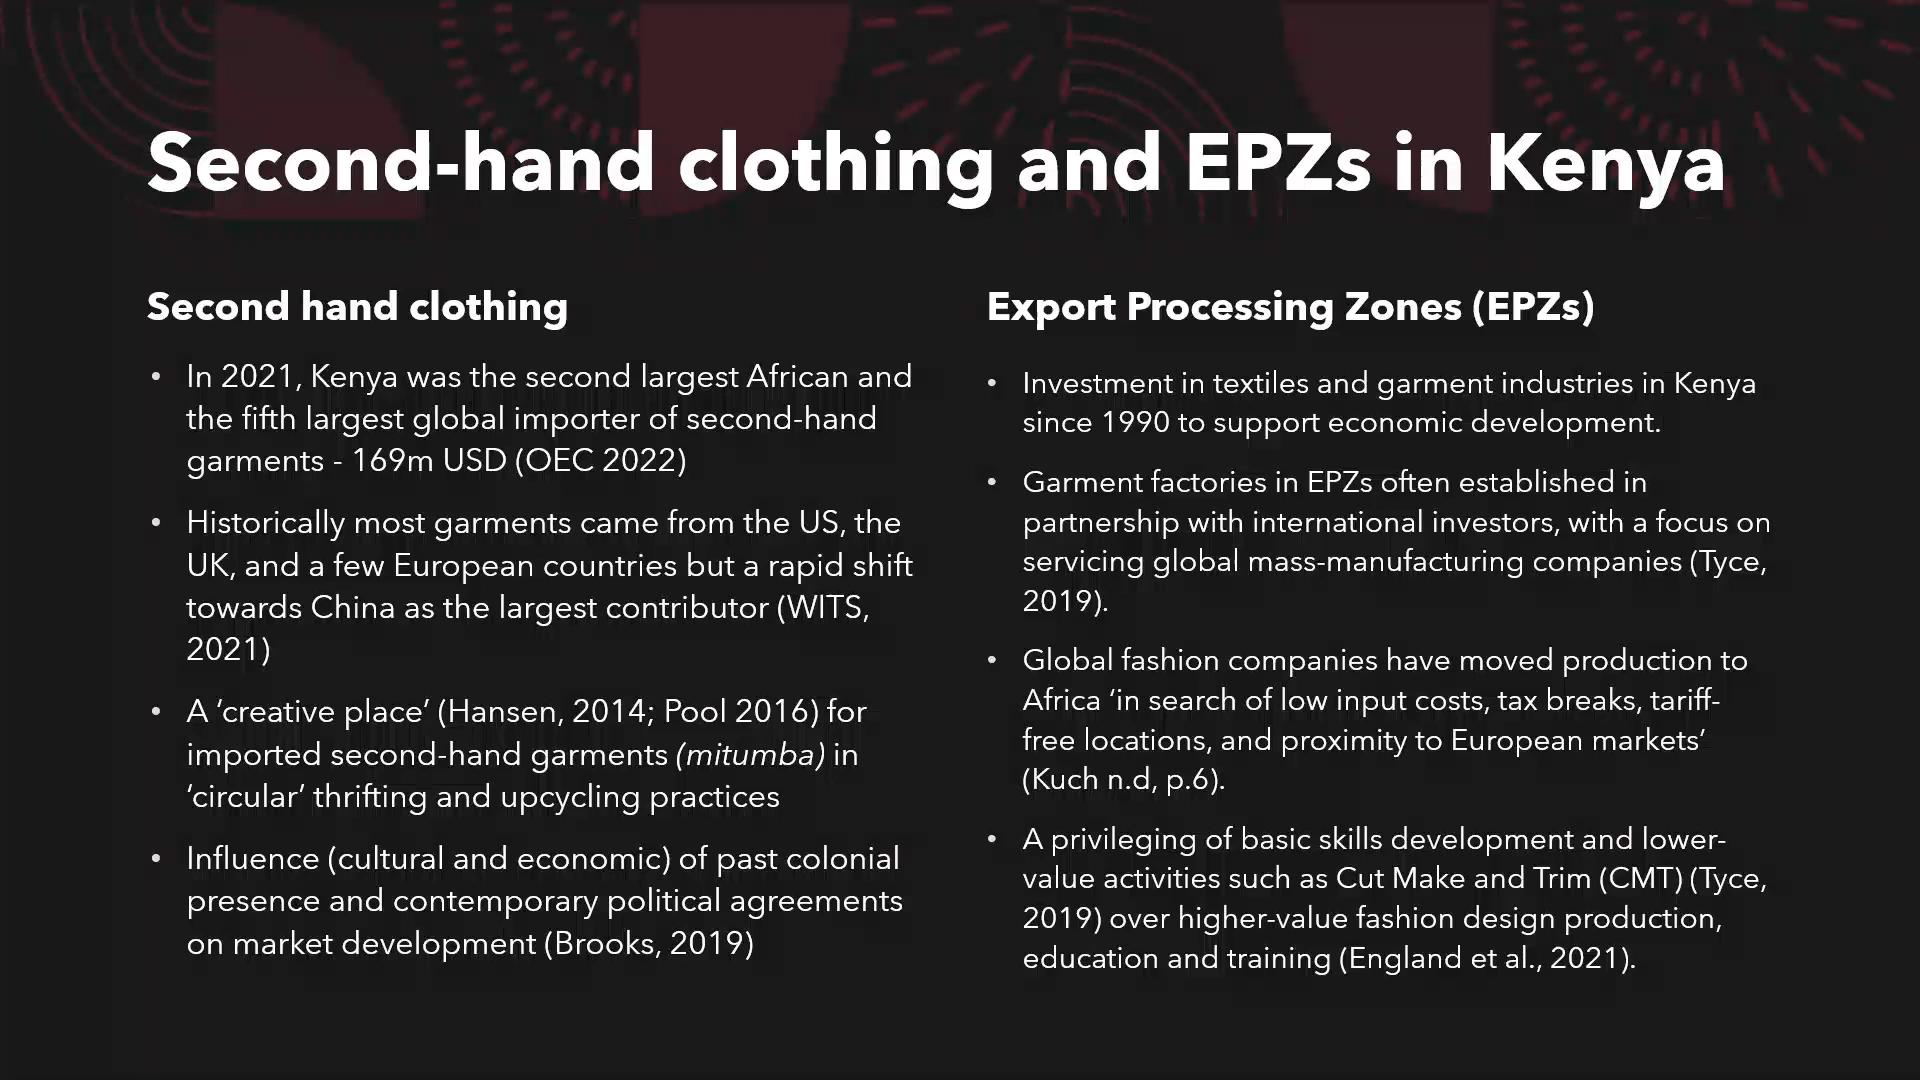 Second-hand clothing and EPZs in Kenya
Second hand clothing
• In 2021, Kenya was the second largest African and
the fifth largest global importer of second-hand
garments - 169m USD (OEC 2022)
• Historically most garments came from the US, the
UK, and a few European countries but a rapid shift
towards China as the largest contributor (WITS,
2021)
• A ‘creative place’ (Hansen, 2014; Pool 2016) for
imported second-hand garments (mitumba) in
‘circular’ thrifting and upcycling practices
• Influence (cultural and economic) of past colonial
presence and contemporary political agreements
on market development (Brooks, 2019)
Export Processing Zones (EPZs)
• Investment in textiles and garment industries in Kenya
since 1990 to support economic development.
• Garment factories in EPZs often established in
partnership with international investors, with a focus on
servicing global mass-manufacturing companies (Tyce,
2019).
• Global fashion companies have moved production to
Africa ‘in search of low input costs, tax breaks, tariff-
free locations, and proximity to European markets’
(Kuch n.d, p.6).
• A privileging of basic skills development and lower-
value activities such as Cut Make and Trim (CMT) (Tyce,
2019) over higher-value fashion design production,
education and training (England et al., 2021).